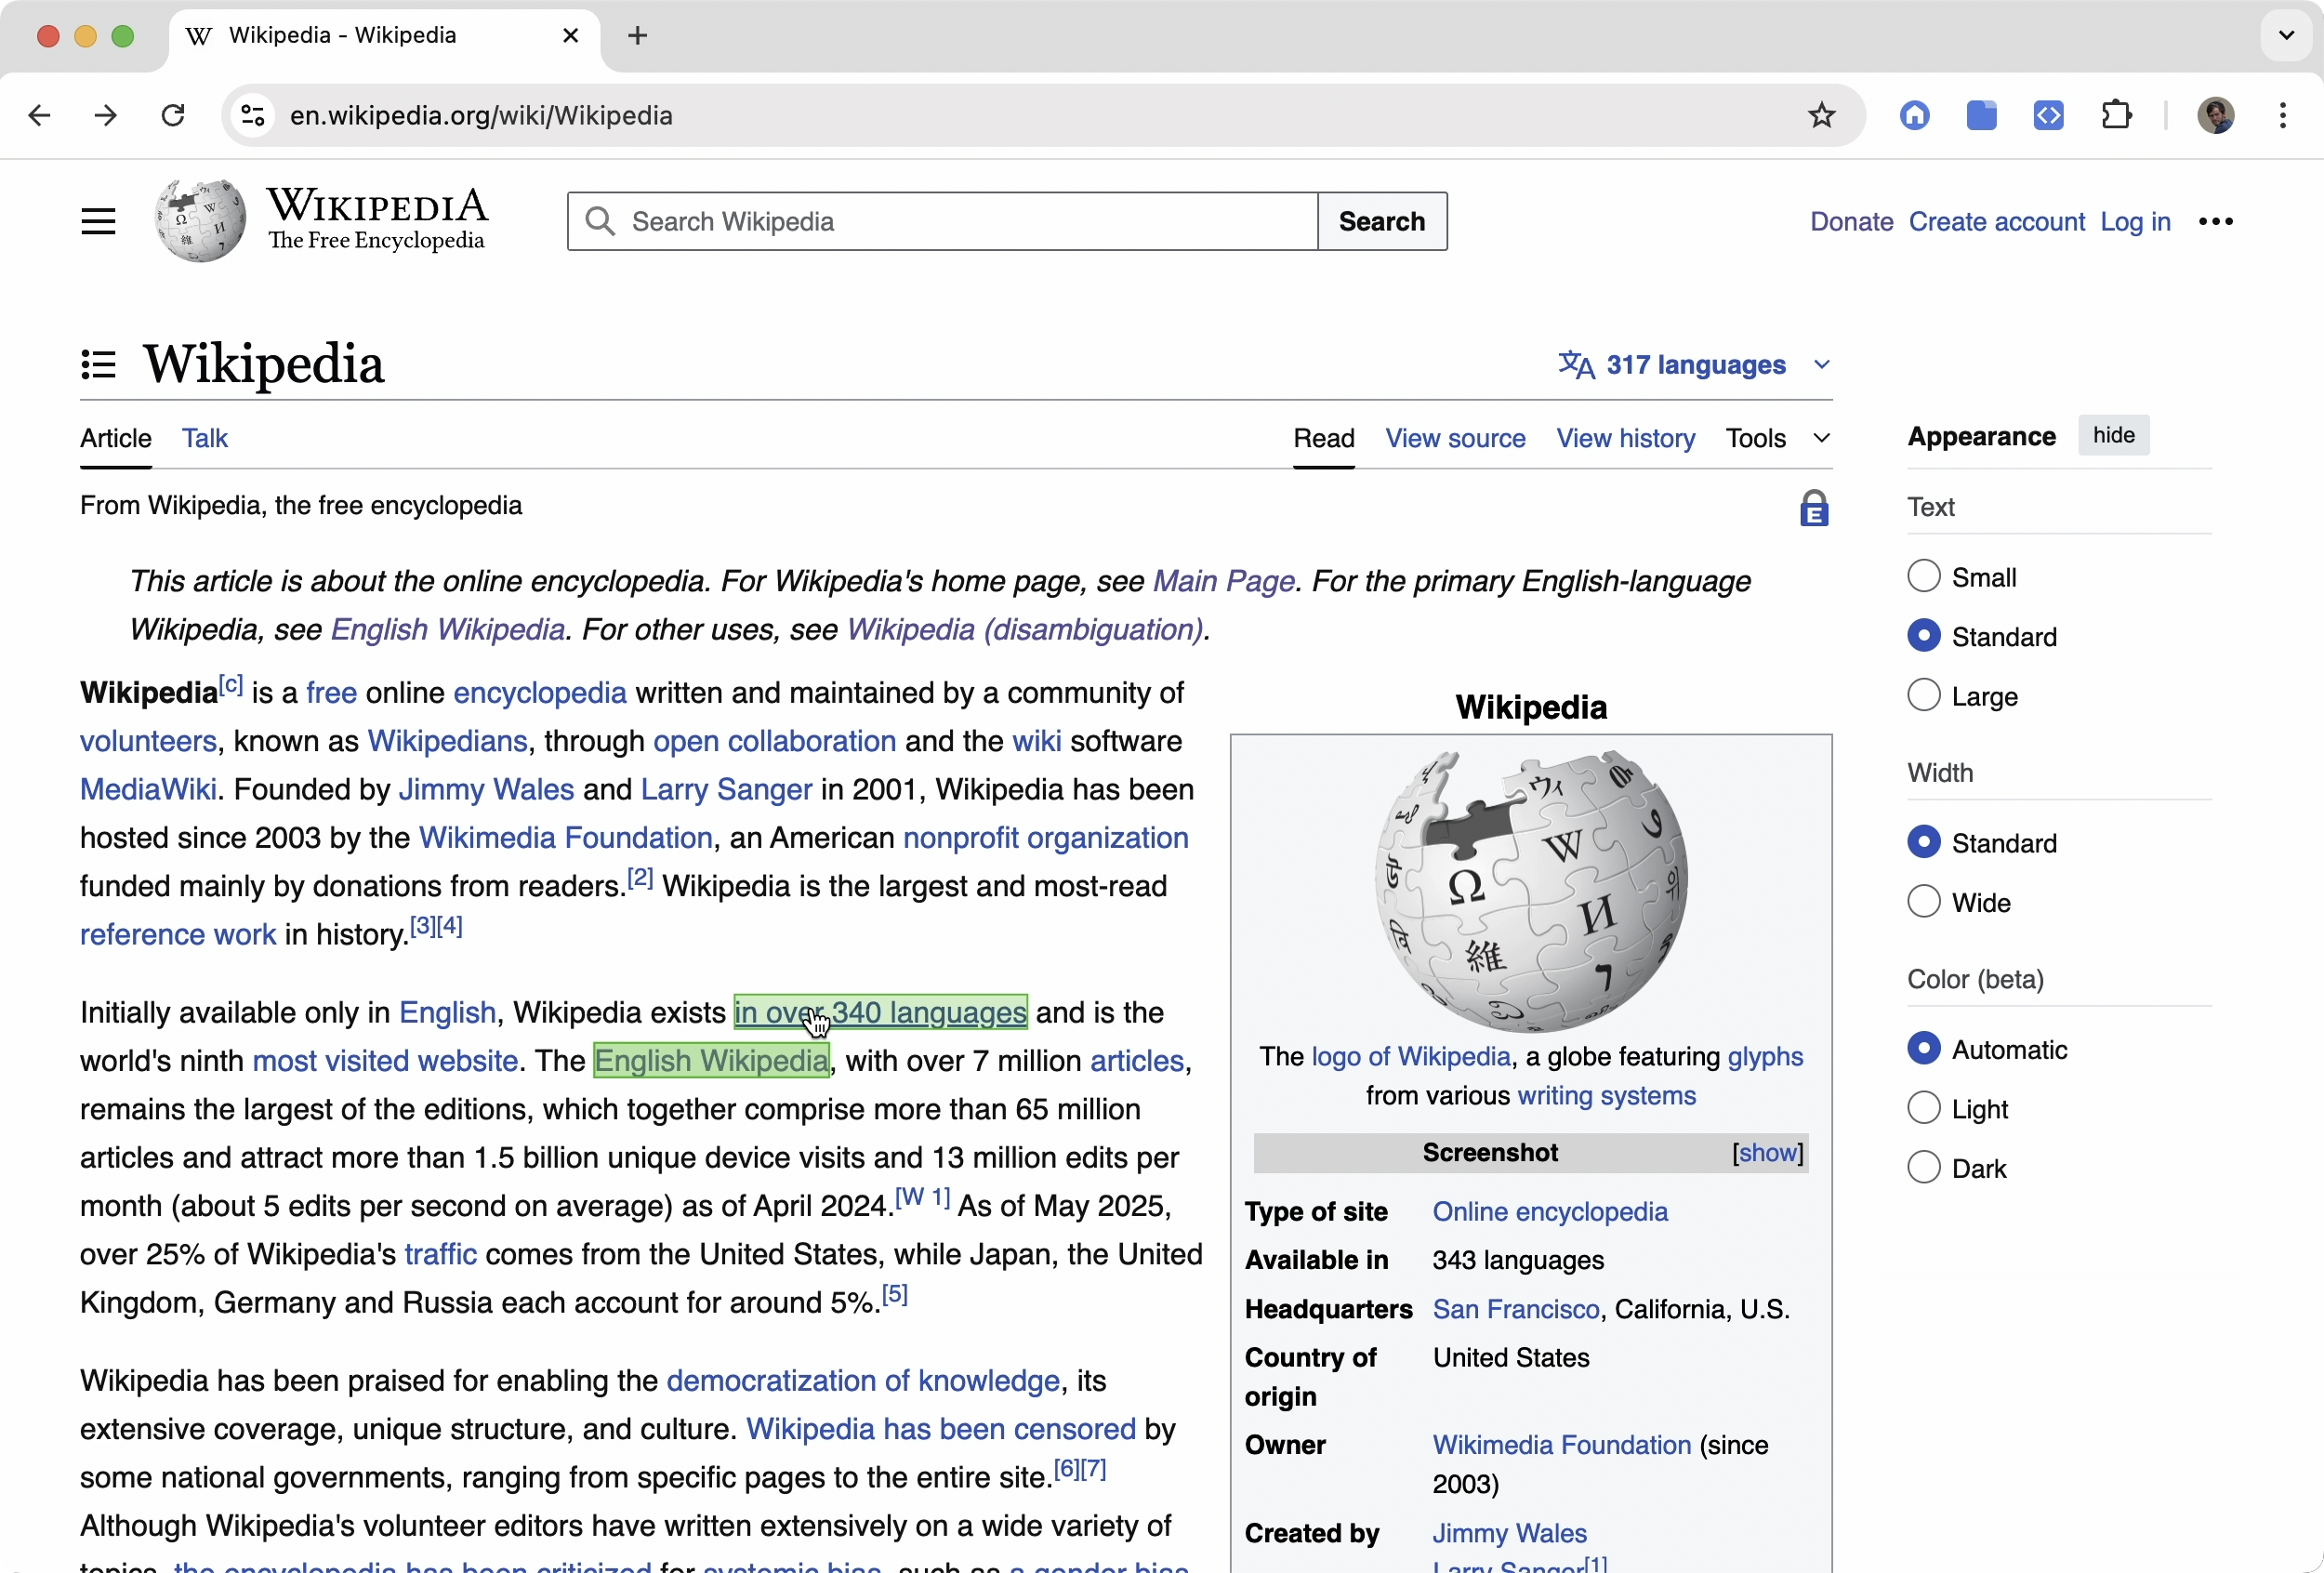 Wikipedia - Wikipedia
en.wikipedia.org/wiki/Wikipedia
WIKIPEDIA
The Free Encyclopedia
Search Wikipedia
Search
Donate Create account Log in
Wikipedia
317 languages
Article Talk
Read View source View history Tools
From Wikipedia, the free encyclopedia
This article is about the online encyclopedia. For Wikipedia's home page, see Main Page. For the primary English-language
Wikipedia, see English Wikipedia. For other uses, see Wikipedia (disambiguation).
Wikipedia[c] is a free online encyclopedia written and maintained by a community of
volunteers, known as Wikipedians, through open collaboration and the wiki software
MediaWiki. Founded by Jimmy Wales and Larry Sanger in 2001, Wikipedia has been
hosted since 2003 by the Wikimedia Foundation, an American nonprofit organization
funded mainly by donations from readers.[2] Wikipedia is the largest and most-read
reference work in history.[3][4]
Initially available only in English, Wikipedia exists in over 340 languages and is the
world's ninth most visited website. The English Wikipedia, with over 7 million articles,
remains the largest of the editions, which together comprise more than 65 million
articles and attract more than 1.5 billion unique device visits and 13 million edits per
month (about 5 edits per second on average) as of April 2024.[W 1] As of May 2025,
over 25% of Wikipedia's traffic comes from the United States, while Japan, the United
Kingdom, Germany and Russia each account for around 5%.[5]
Wikipedia has been praised for enabling the democratization of knowledge, its
extensive coverage, unique structure, and culture. Wikipedia has been censored by
some national governments, ranging from specific pages to the entire site.[6][7]
Although Wikipedia's volunteer editors have written extensively on a wide variety of
topics, the encyclopedia has been criticized for systemic bias, such as a gender bias
Wikipedia
Ω W И 維 ウィ
The logo of Wikipedia, a globe featuring glyphs
from various writing systems
Screenshot [show]
Type of site Online encyclopedia
Available in 343 languages
Headquarters San Francisco, California, U.S.
Country of United States
origin
Owner Wikimedia Foundation (since
2003)
Created by Jimmy Wales
Larry Sanger[1]
Appearance hide
Text
Small
Standard
Large
Width
Standard
Wide
Color (beta)
Automatic
Light
Dark